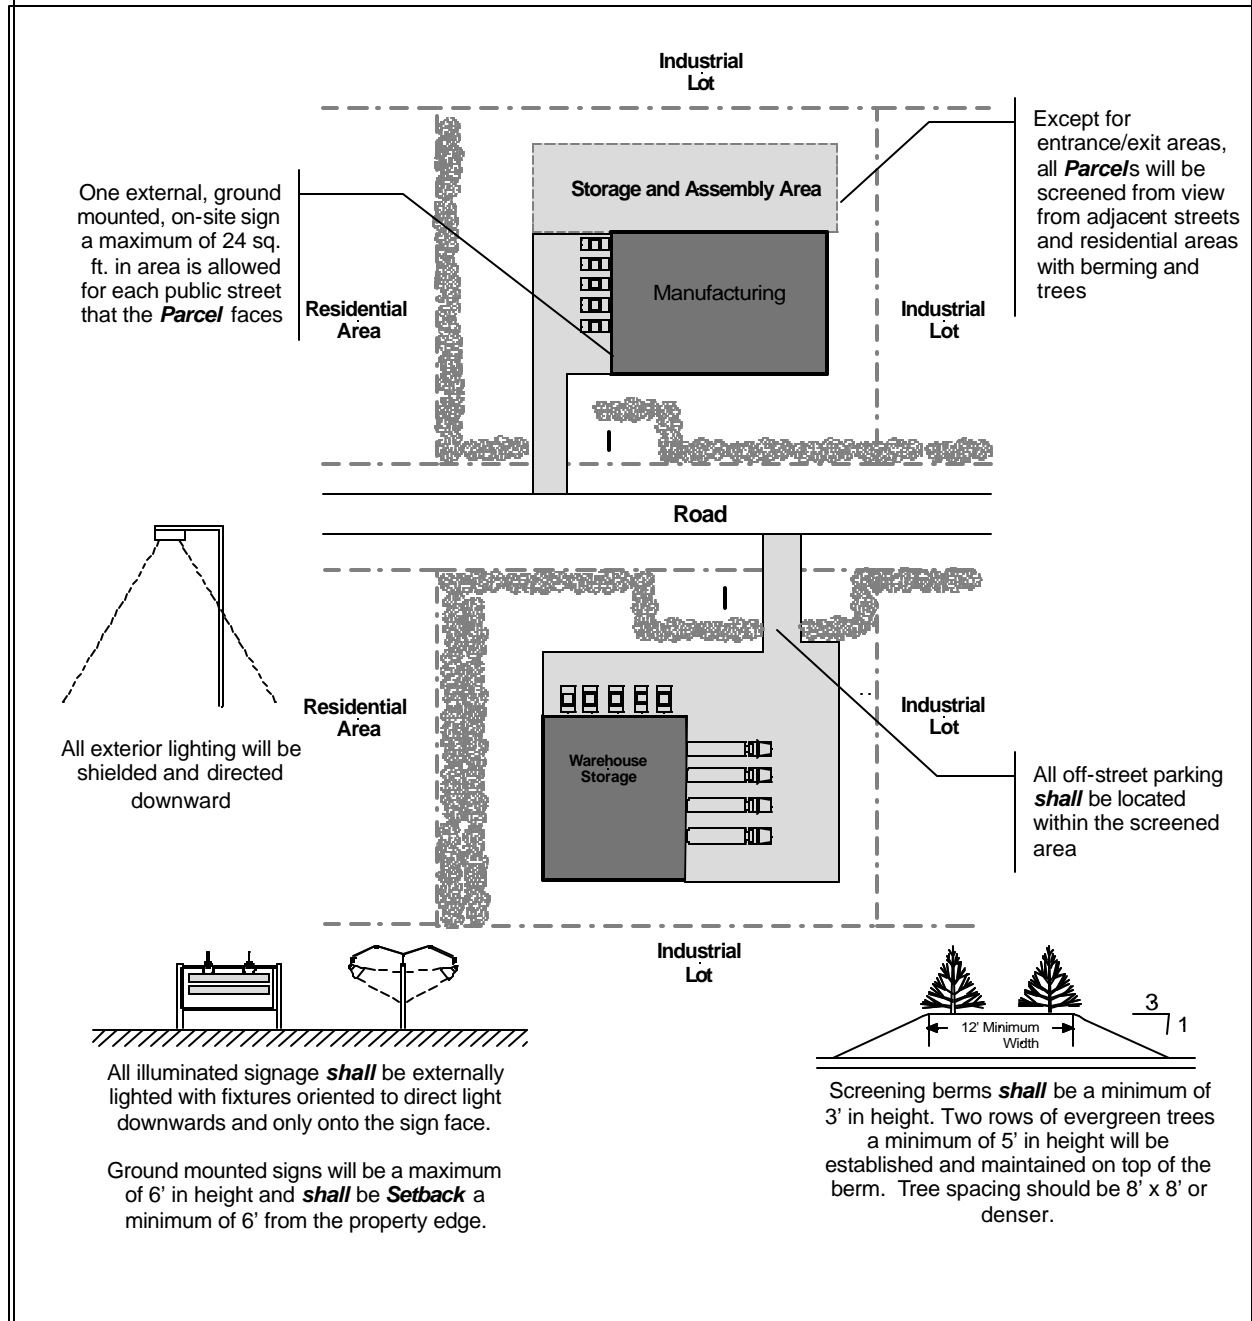 Industrial
Lot
Except for
entrance/exit areas,
all Parcels will be
screened from view
from adjacent streets
and residential areas
with berming and
trees
One external, ground
mounted, on-site sign
a maximum of 24 sq.
ft. in area is allowed
for each public street
that the Parcel faces
Storage and Assembly Area
Manufacturing
Residential
Area
Industrial
Lot
Road
Residential
Area
Industrial
Lot
Warehouse
Storage
All exterior lighting will be
shielded and directed
downward
All off-street parking
shall be located
within the screened
area
Industrial
Lot
3
1
12' Minimum
Width
All illuminated signage shall be externally
lighted with fixtures oriented to direct light
downwards and only onto the sign face.
Ground mounted signs will be a maximum
of 6’ in height and shall be Setback a
minimum of 6’ from the property edge.
Screening berms shall be a minimum of
3’ in height. Two rows of evergreen trees
a minimum of 5’ in height will be
established and maintained on top of the
berm.  Tree spacing should be 8’ x 8’ or
denser.